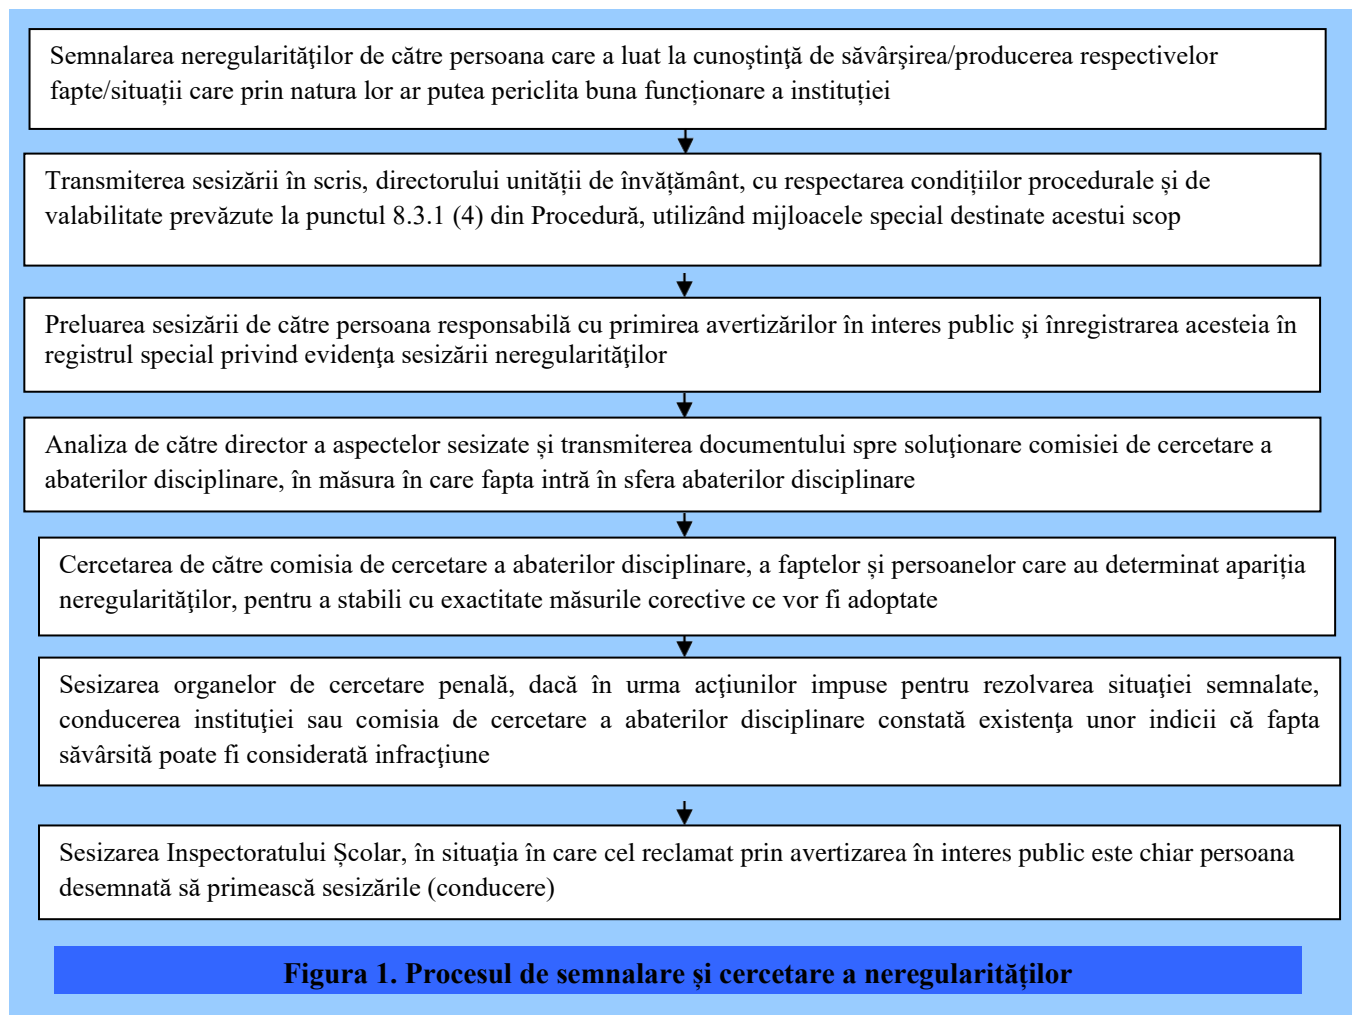 Semnalarea neregularităţilor de către persoana care a luat la cunoştinţă de săvârşirea/producerea respectivelor
fapte/situații care prin natura lor ar putea periclita buna funcționare a instituției
Transmiterea sesizării în scris, directorului unității de învățământ, cu respectarea condițiilor procedurale și de
valabilitate prevăzute la punctul 8.3.1 (4) din Procedură, utilizând mijloacele special destinate acestui scop
Preluarea sesizării de către persoana responsabilă cu primirea avertizărilor în interes public şi înregistrarea acesteia în
registrul special privind evidenţa sesizării neregularităţilor
Analiza de către director a aspectelor sesizate și transmiterea documentului spre soluţionare comisiei de cercetare a
abaterilor disciplinare, în măsura în care fapta intră în sfera abaterilor disciplinare
Cercetarea de către comisia de cercetare a abaterilor disciplinare, a faptelor și persoanelor care au determinat apariția
neregularităţilor, pentru a stabili cu exactitate măsurile corective ce vor fi adoptate
Sesizarea organelor de cercetare penală, dacă în urma acţiunilor impuse pentru rezolvarea situaţiei semnalate,
conducerea instituţiei sau comisia de cercetare a abaterilor disciplinare constată existenţa unor indicii că fapta
săvârsită poate fi considerată infracţiune
Sesizarea Inspectoratului Școlar, în situaţia în care cel reclamat prin avertizarea în interes public este chiar persoana
desemnată să primească sesizările (conducere)
Figura 1. Procesul de semnalare și cercetare a neregularităților